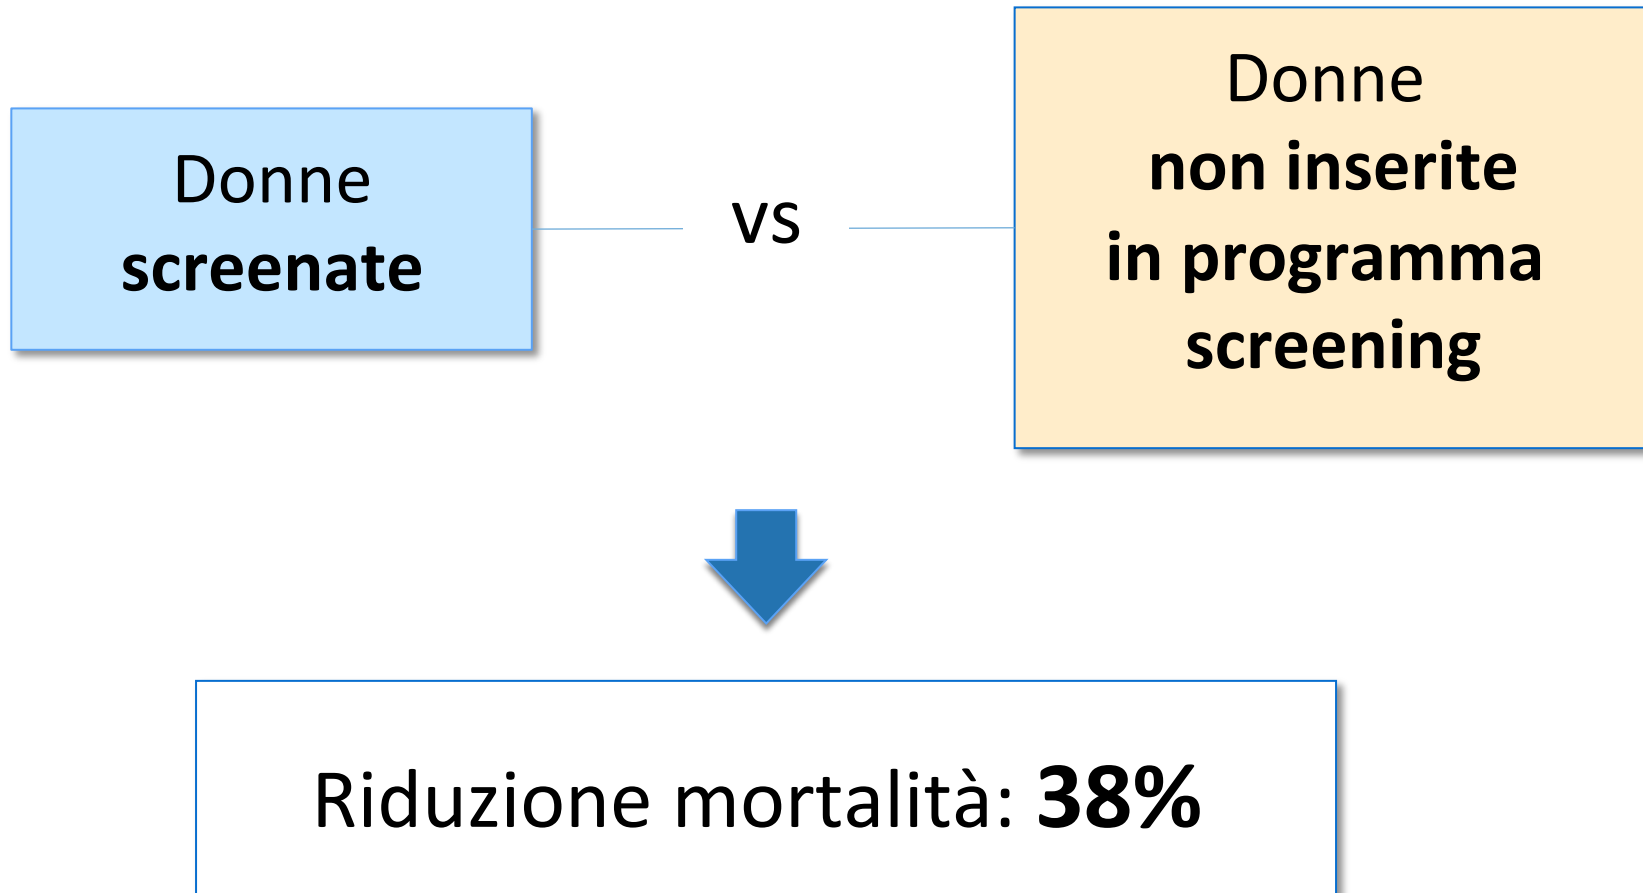 Donne
screenate
vs
Donne
non inserite
in programma
screening
Riduzione mortalità: 38%